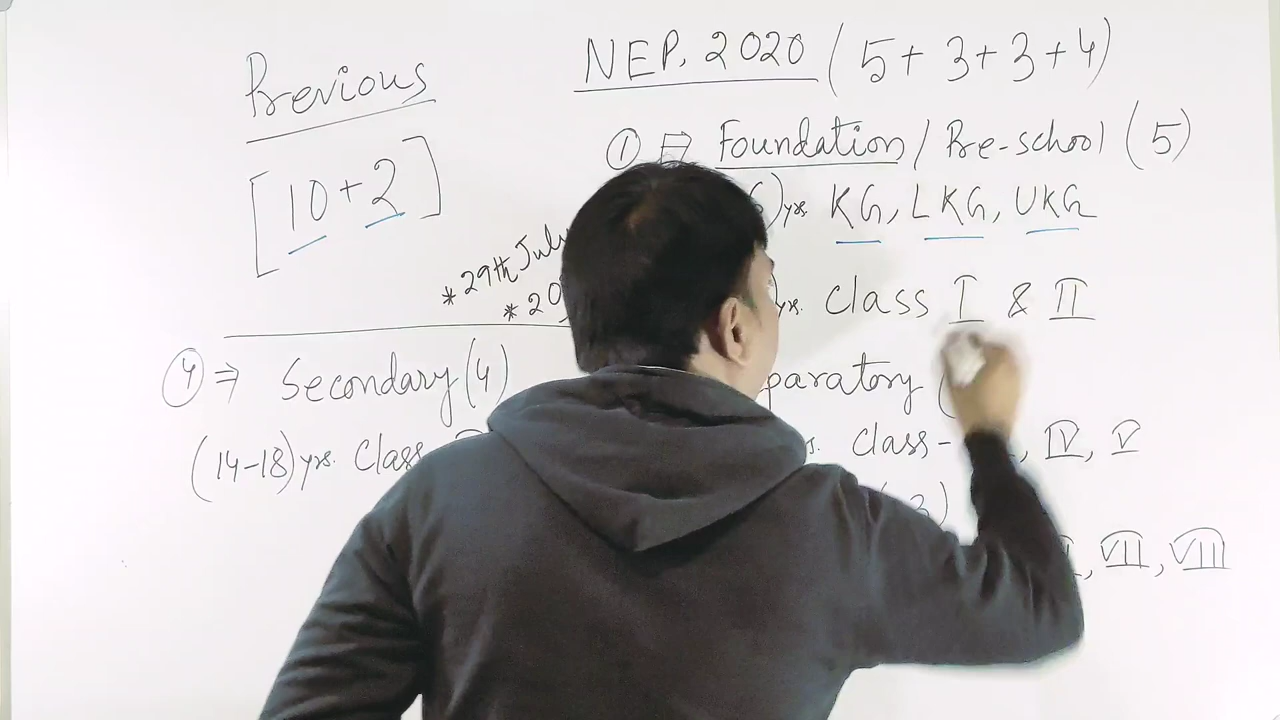 Previous
[10+2]
*29th July
*20
NEP, 2020 (5+3+3+4)
① ⇒ Foundation / Pre-school (5)
)yrs. KG, LKG, UKG
yrs. Class I & II
paratory (
class- , IV, V
3)
, VII, VIII
④ ⇒ Secondary (4)
(14-18)yrs. Class